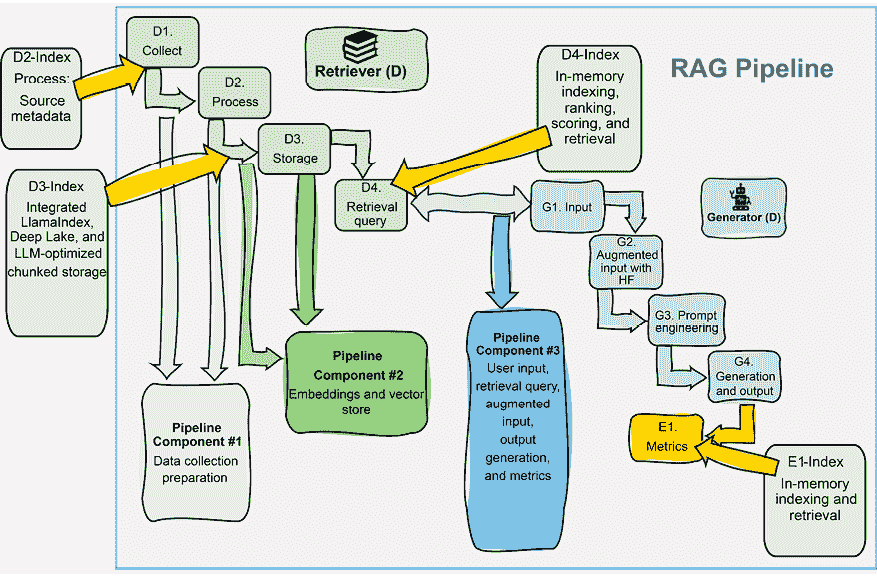 RAG Pipeline
D1.
Collect
D2-Index
Process:
Source
metadata
Retriever (D)
D4-Index
In-memory
indexing,
ranking,
scoring, and
retrieval
D2.
Process
D3.
Storage
D3-Index
Integrated
LlamaIndex,
Deep Lake, and
LLM-optimized
chunked storage
D4.
Retrieval
query
G1. Input
Generator (D)
G2.
Augmented
input with
HF
G3. Prompt
engineering
G4.
Generation
and output
Pipeline
Component #1
Data collection
preparation
Pipeline
Component #2
Embeddings and vector
store
Pipeline
Component #3
User input,
retrieval query,
augmented
input,
output
generation,
and metrics
E1.
Metrics
E1-Index
In-memory
indexing and
retrieval